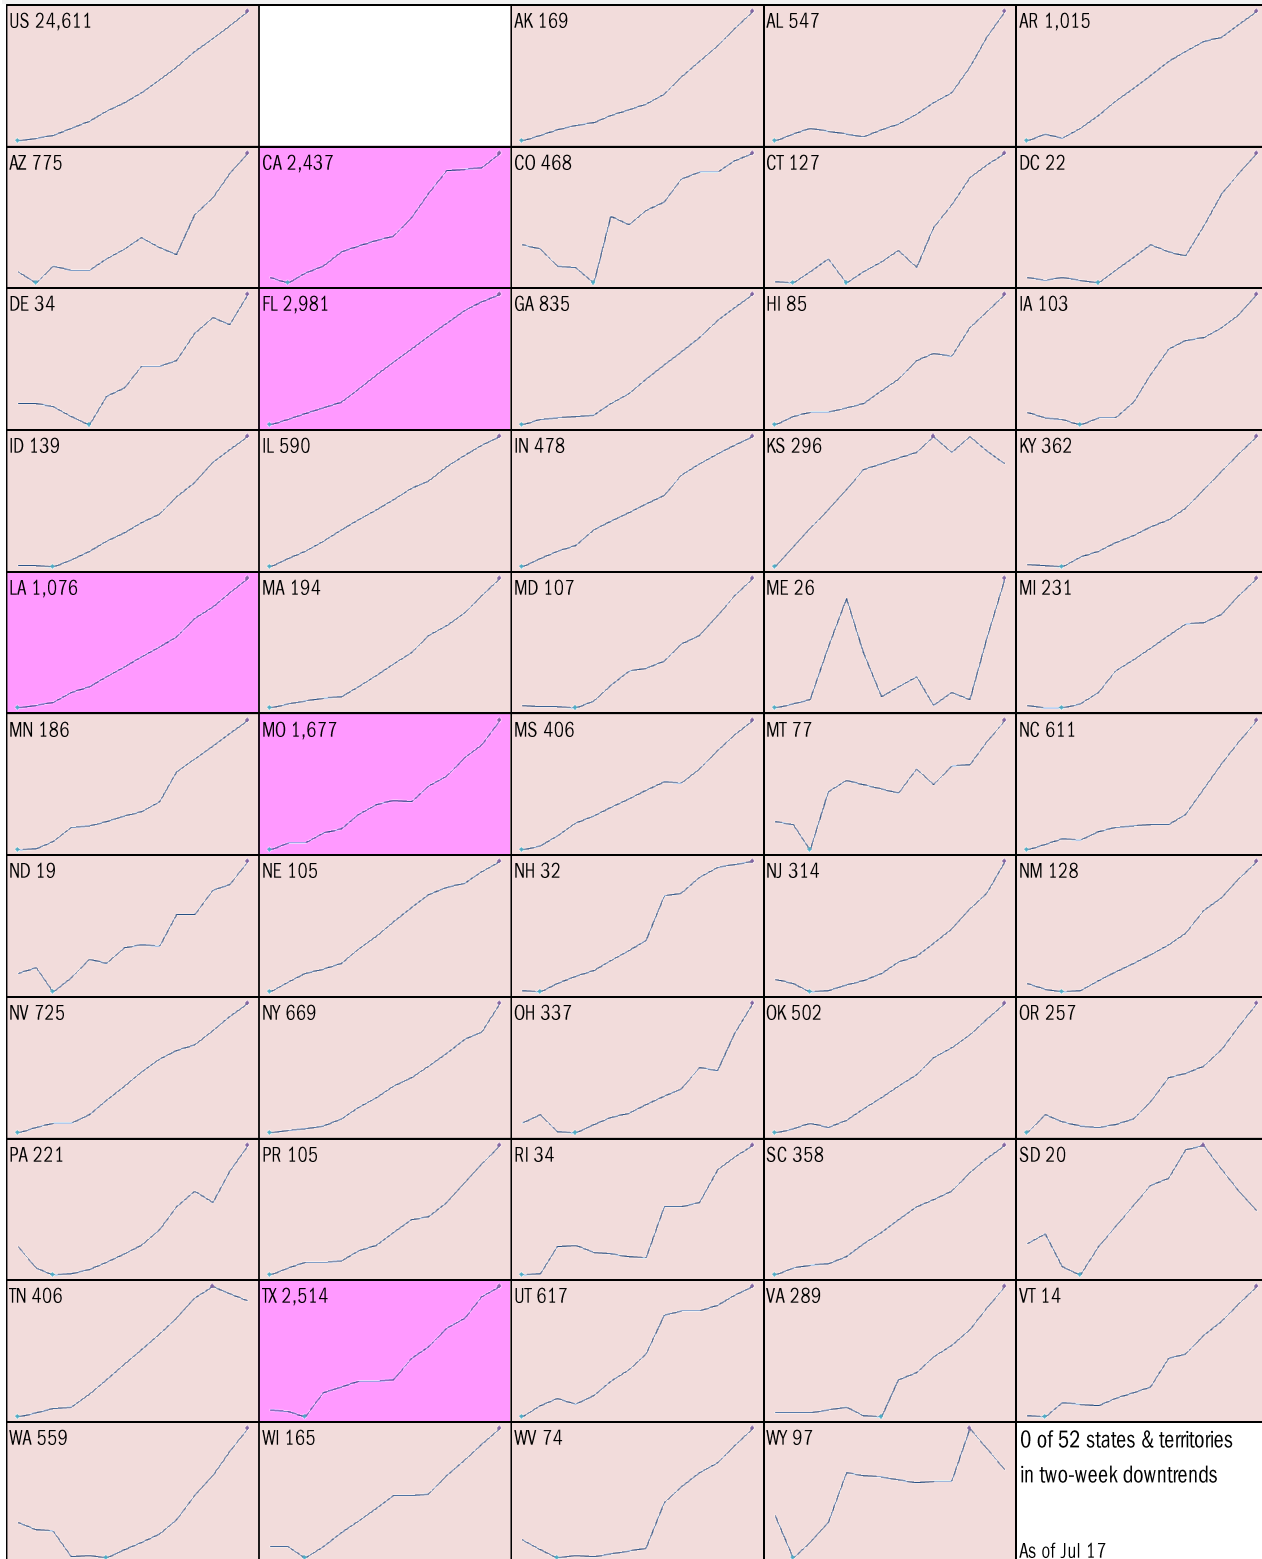 US 24,611
AK 169
AL 547
AR 1,015
AZ 775
CA 2,437
CO 468
CT 127
DC 22
DE 34
FL 2,981
GA 835
HI 85
IA 103
ID 139
IL 590
IN 478
KS 296
KY 362
LA 1,076
MA 194
MD 107
ME 26
MI 231
MN 186
MO 1,677
MS 406
MT 77
NC 611
ND 19
NE 105
NH 32
NJ 314
NM 128
NV 725
NY 669
OH 337
OK 502
OR 257
PA 221
PR 105
RI 34
SC 358
SD 20
TN 406
TX 2,514
UT 617
VA 289
VT 14
WA 559
WI 165
WV 74
WY 97
0 of 52 states & territories
in two-week downtrends
As of Jul 17